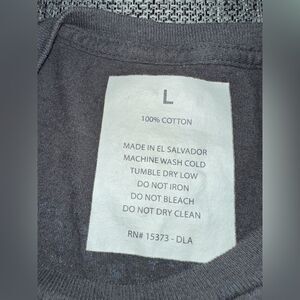 L
100% COTTON
MADE IN EL SALVADOR
MACHINE WASH COLD
TUMBLE DRY LOW
DO NOT IRON
DO NOT BLEACH
DO NOT DRY CLEAN
RN# 15373 - DLA